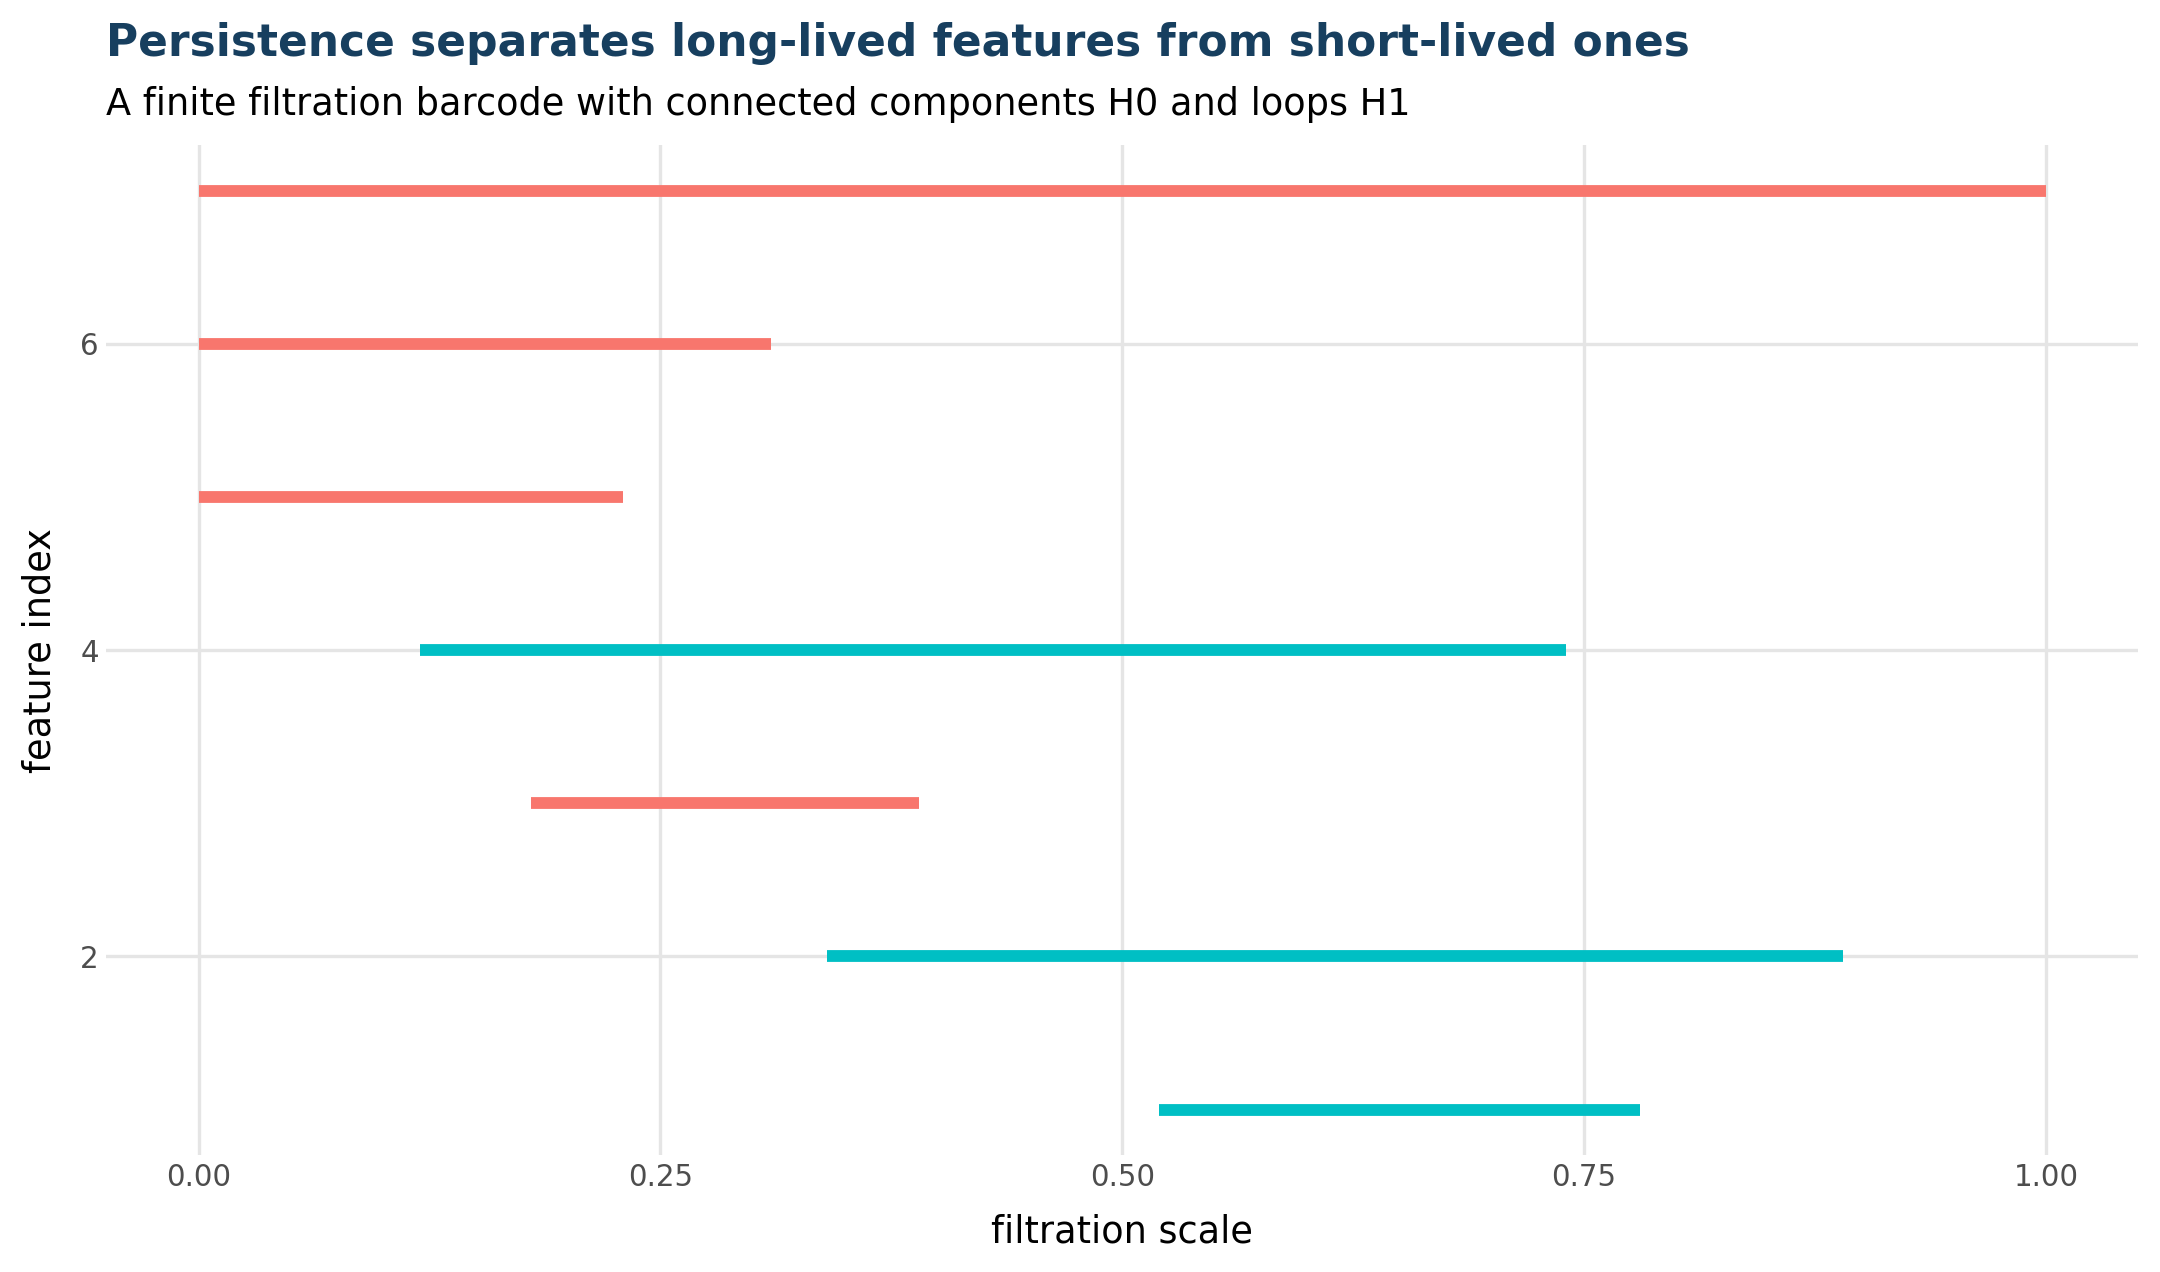 Persistence separates long-lived features from short-lived ones
A finite filtration barcode with connected components H0 and loops H1
feature index
6
4
2
0.00 0.25 0.50 0.75 1.00
filtration scale